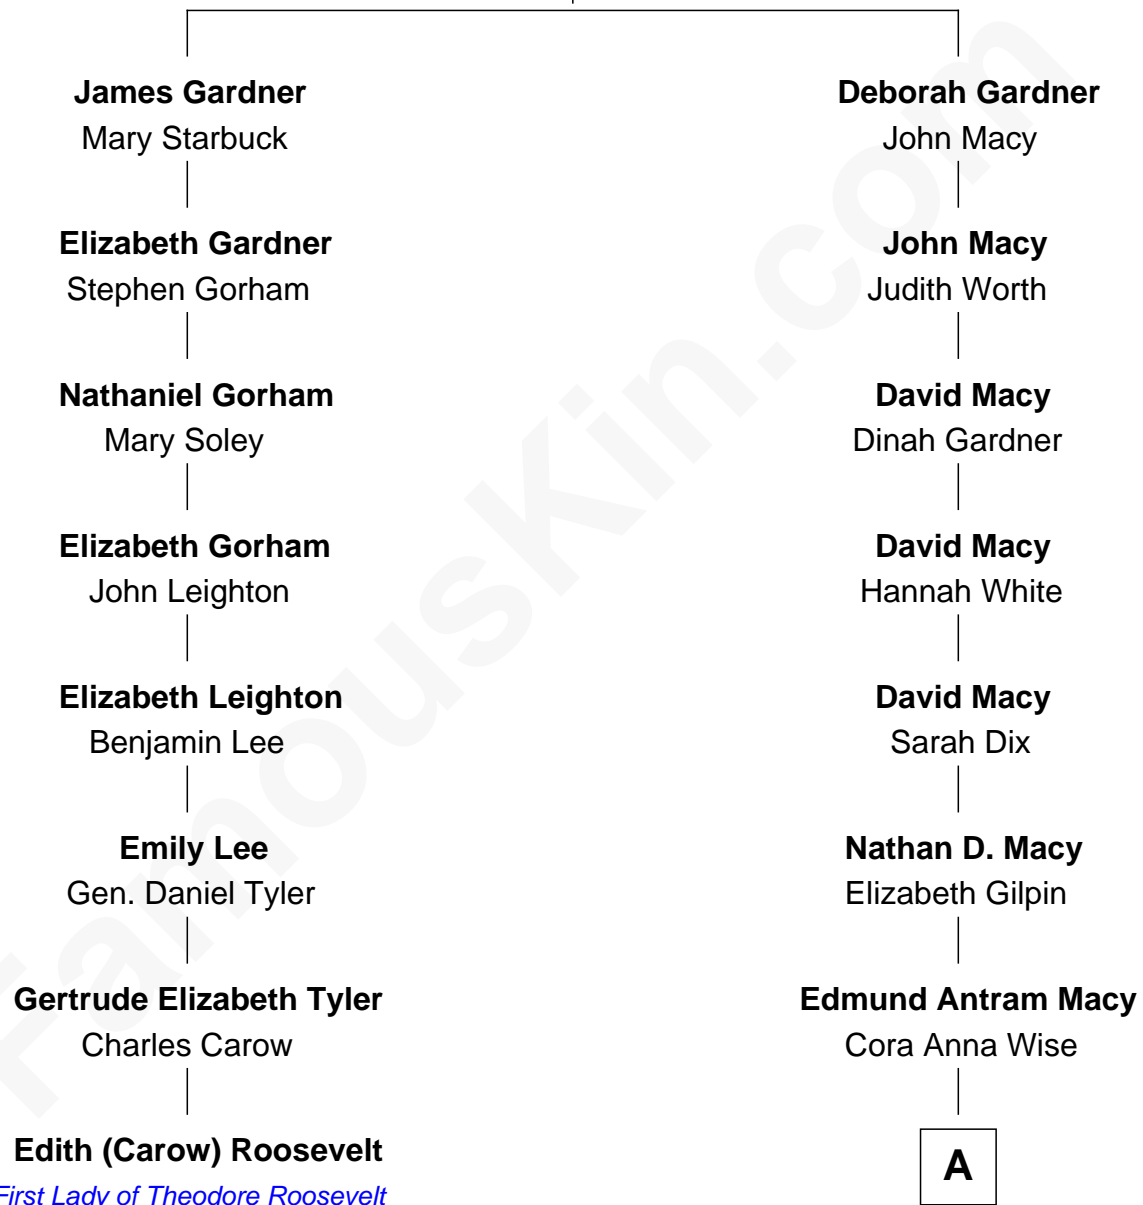 James Gardner
Mary Starbuck
Elizabeth Gardner
Stephen Gorham
Nathaniel Gorham
Mary Soley
Elizabeth Gorham
John Leighton
Elizabeth Leighton
Benjamin Lee
Emily Lee
Gen. Daniel Tyler
Gertrude Elizabeth Tyler
Charles Carow
Edith (Carow) Roosevelt
First Lady of Theodore Roosevelt
Deborah Gardner
John Macy
John Macy
Judith Worth
David Macy
Dinah Gardner
David Macy
Hannah White
David Macy
Sarah Dix
Nathan D. Macy
Elizabeth Gilpin
Edmund Antram Macy
Cora Anna Wise
A
FamousKin.com